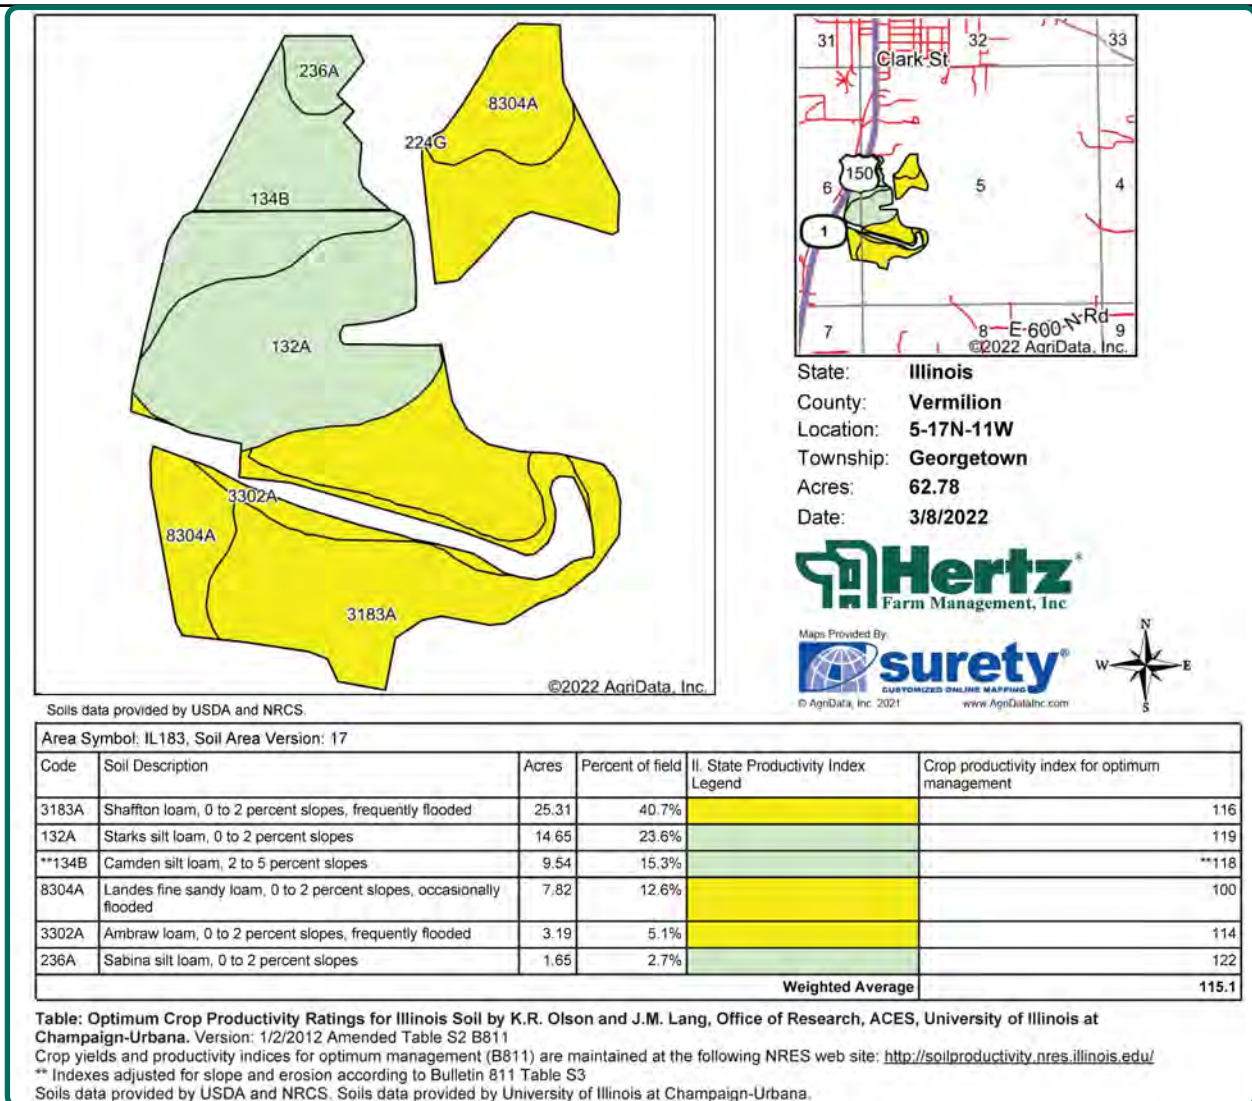 236A
8304A
224G
134B
132A
3302A
8304A
3183A
©2022 AgriData, Inc.
31
32
33
Clark St
150
6
5
4
1
7
8
E-600-N-Rd
9
©2022 AgriData, Inc.
State: Illinois
County: Vermilion
Location: 5-17N-11W
Township: Georgetown
Acres: 62.78
Date: 3/8/2022
Hertz®
Farm Management, Inc
Maps Provided By:
surety®
CUSTOMIZED ONLINE MAPPING
© AgriData, Inc. 2021 www.AgriDataInc.com
N
W E
S
Soils data provided by USDA and NRCS.
Area Symbol: IL183, Soil Area Version: 17
Code Soil Description Acres Percent of field II. State Productivity Index Legend Crop productivity index for optimum management
3183A Shaffton loam, 0 to 2 percent slopes, frequently flooded 25.31 40.7% 116
132A Starks silt loam, 0 to 2 percent slopes 14.65 23.6% 119
**134B Camden silt loam, 2 to 5 percent slopes 9.54 15.3% **118
8304A Landes fine sandy loam, 0 to 2 percent slopes, occasionally flooded 7.82 12.6% 100
3302A Ambraw loam, 0 to 2 percent slopes, frequently flooded 3.19 5.1% 114
236A Sabina silt loam, 0 to 2 percent slopes 1.65 2.7% 122
Weighted Average 115.1
Table: Optimum Crop Productivity Ratings for Illinois Soil by K.R. Olson and J.M. Lang, Office of Research, ACES, University of Illinois at
Champaign-Urbana. Version: 1/2/2012 Amended Table S2 B811
Crop yields and productivity indices for optimum management (B811) are maintained at the following NRES web site: http://soilproductivity.nres.illinois.edu/
** Indexes adjusted for slope and erosion according to Bulletin 811 Table S3
Soils data provided by USDA and NRCS. Soils data provided by University of Illinois at Champaign-Urbana.